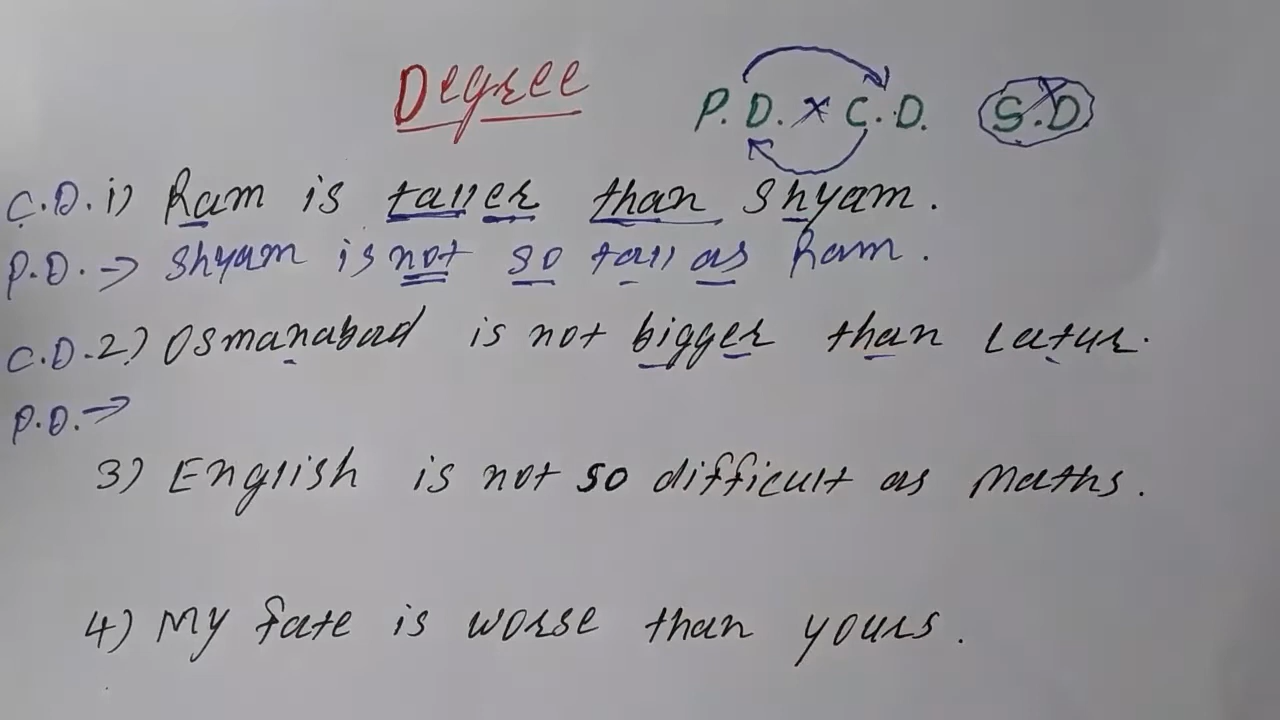 Degree P.D. × C.D. S.D
C.D. 1) Ram is taller than Shyam.
P.D. → Shyam is not so tall as Ram.
C.D. 2) Osmanabad is not bigger than Latur.
P.D. →
3) English is not so difficult as Maths.
4) My fate is worse than yours.